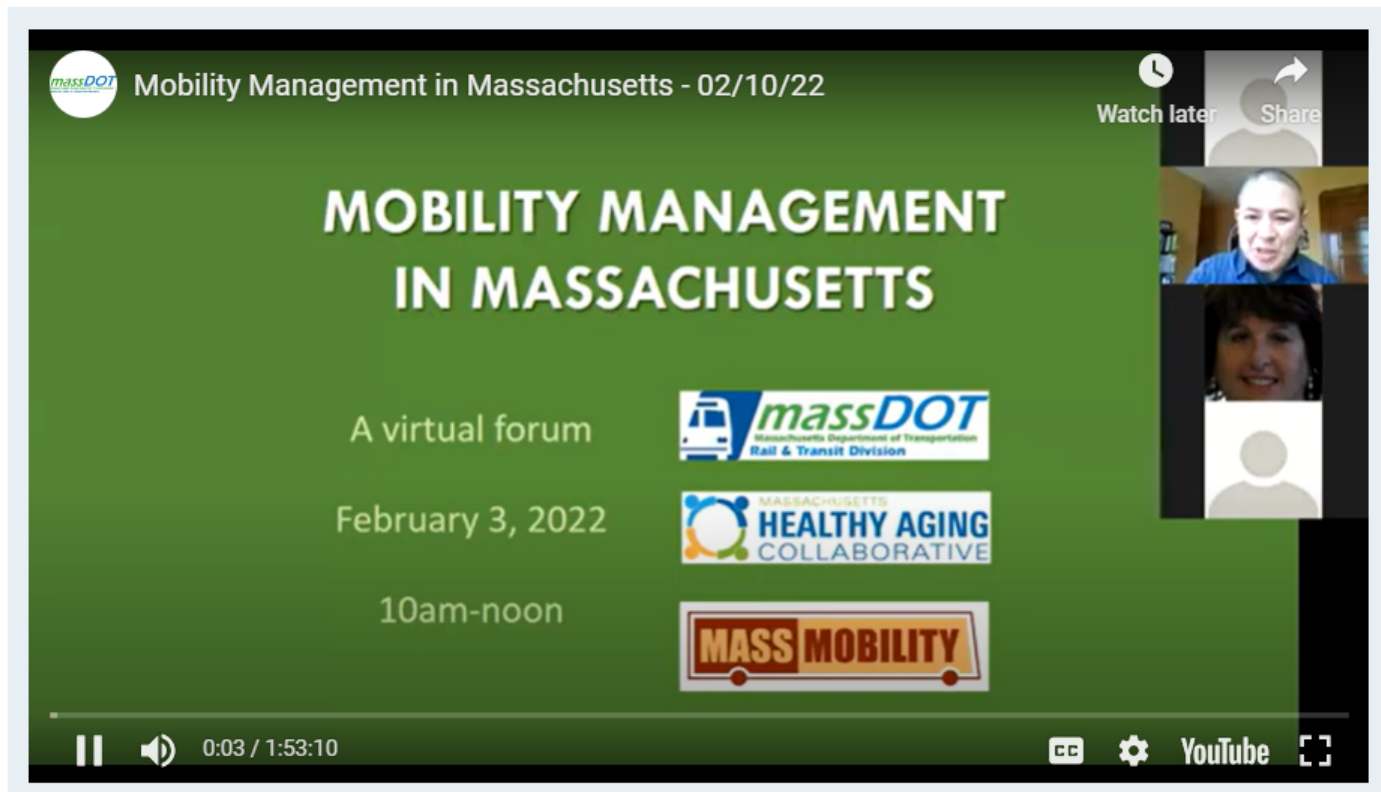 massDOT
Mobility Management in Massachusetts - 02/10/22
Watch later
Share
MOBILITY MANAGEMENT
IN MASSACHUSETTS
A virtual forum
massDOT
Massachusetts Department of Transportation
Rail & Transit Division
February 3, 2022
MASSACHUSETTS
HEALTHY AGING
COLLABORATIVE
10am-noon
MASS MOBILITY
0:03 / 1:53:10
CC
YouTube